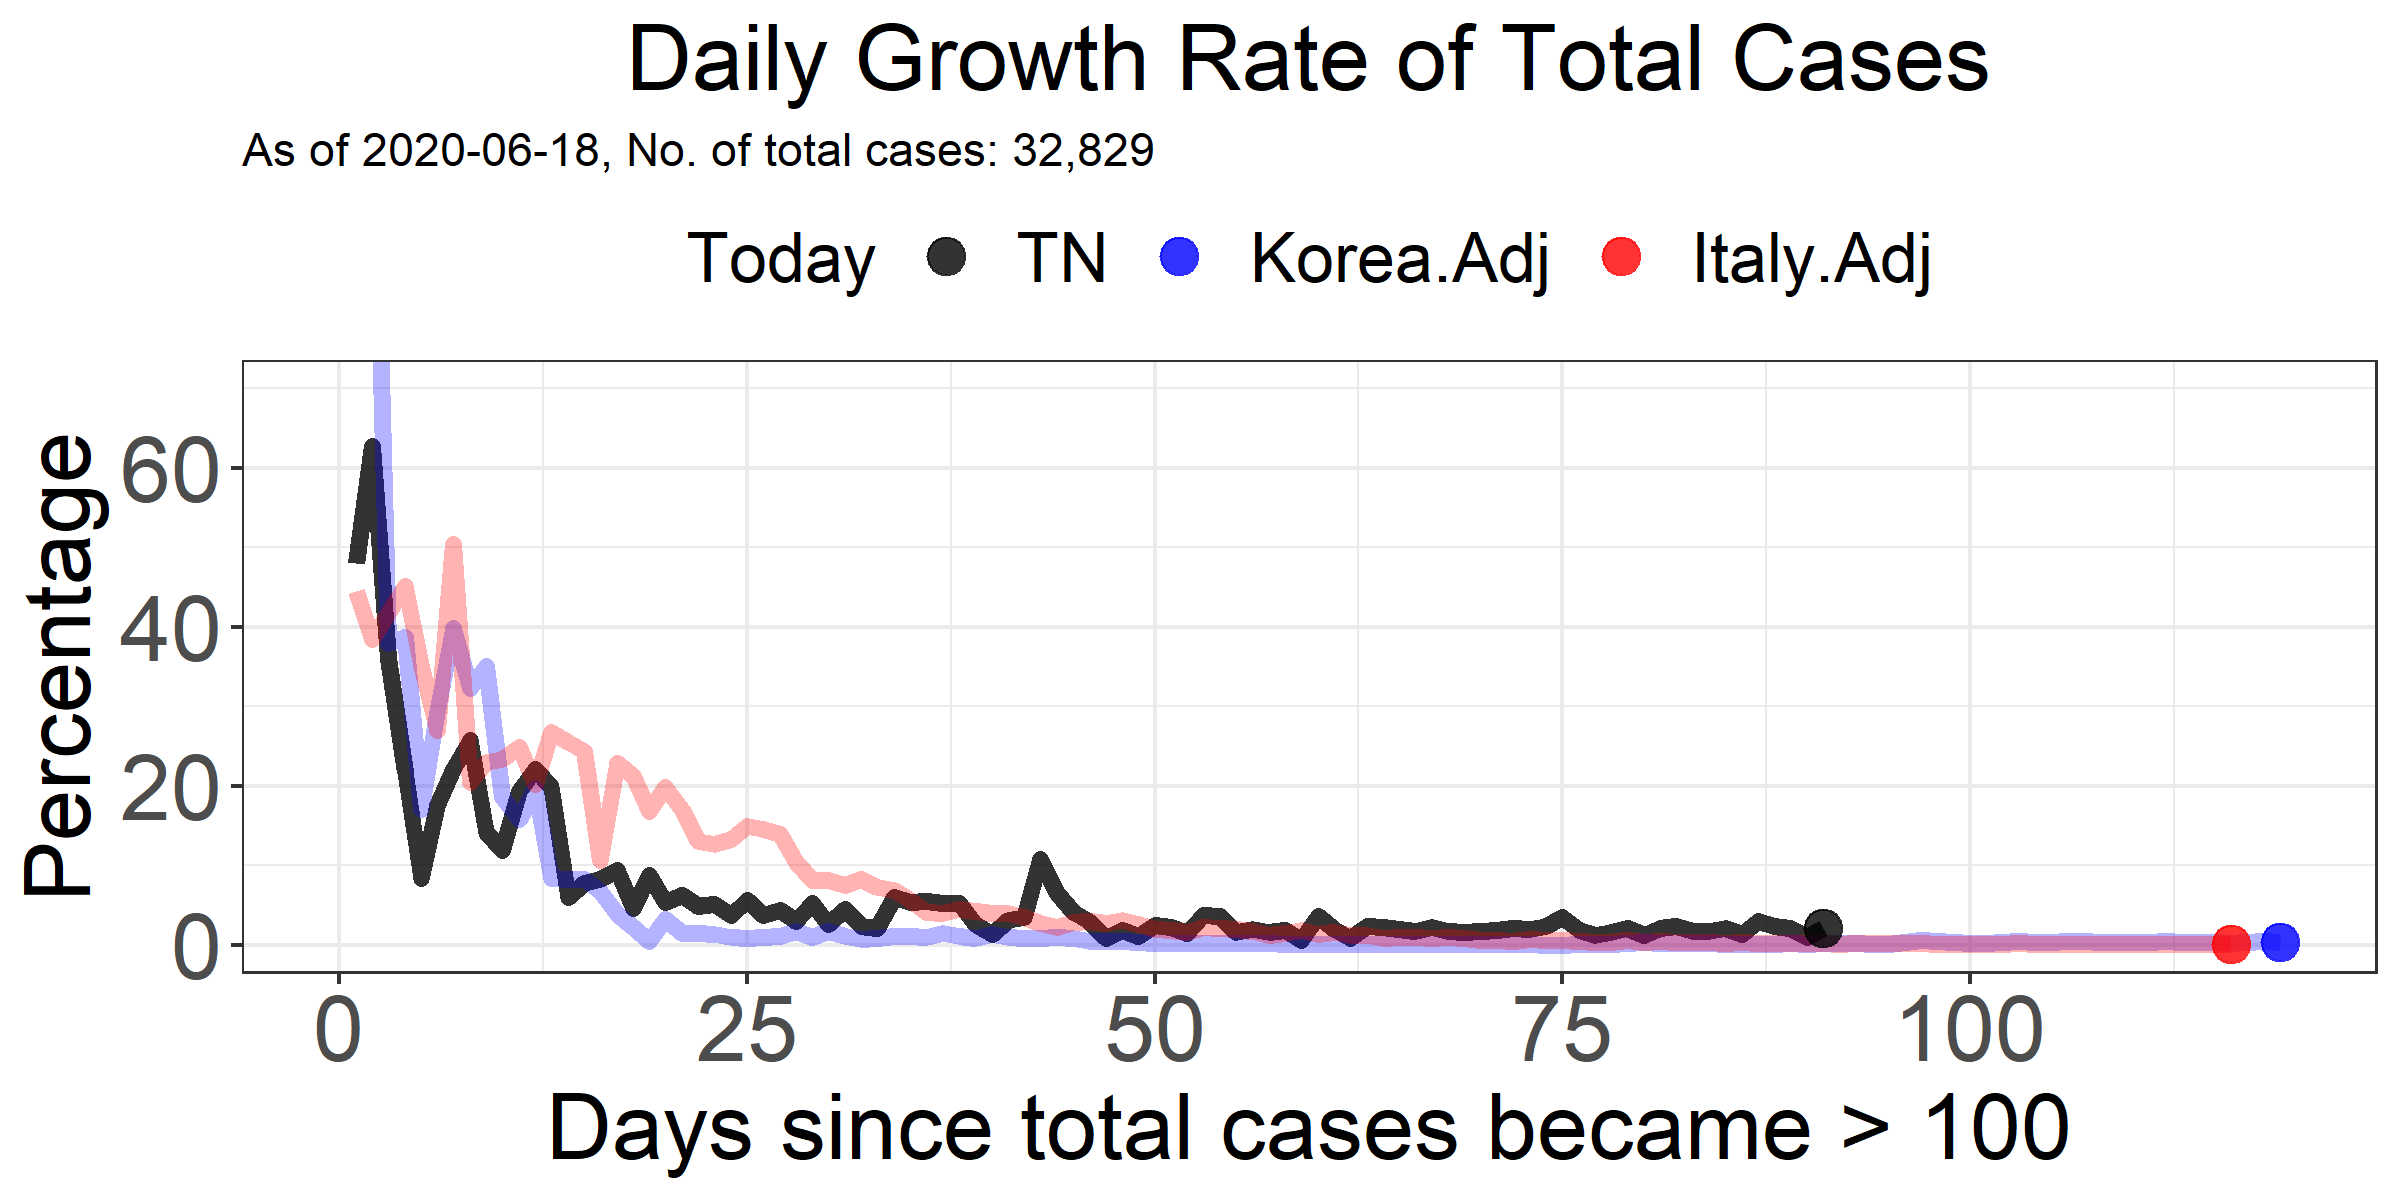 Daily Growth Rate of Total Cases
As of 2020-06-18, No. of total cases: 32,829
Today TN Korea.Adj Italy.Adj
Percentage
60
40
20
0
0 25 50 75 100
Days since total cases became > 100